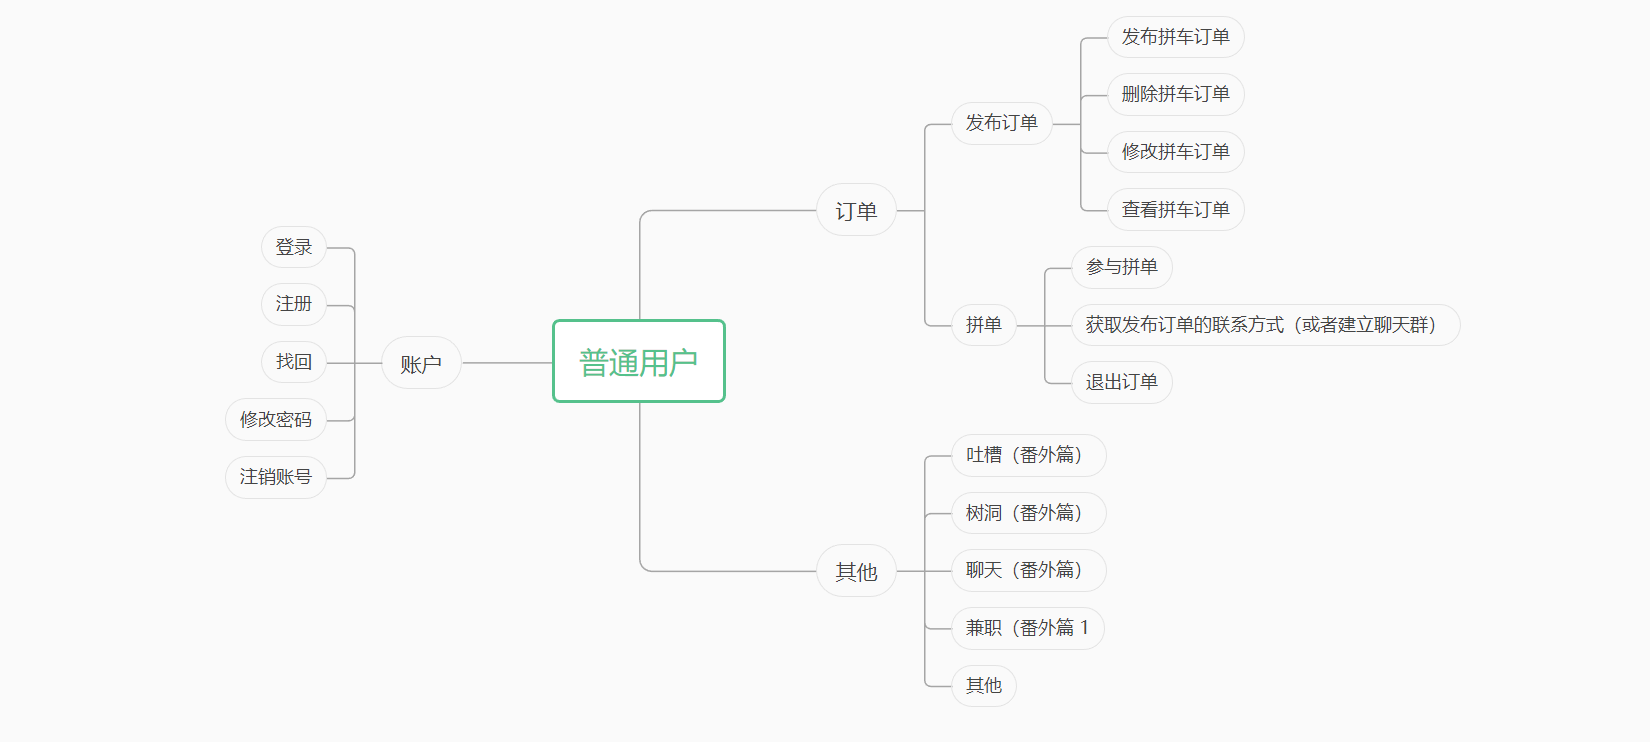 发布拼车订单
删除拼车订单
发布订单
修改拼车订单
查看拼车订单
订单
参与拼单
拼单
获取发布订单的联系方式（或者建立聊天群）
退出订单
登录
注册
找回
账户
修改密码
注销账号
普通用户
吐槽（番外篇）
树洞（番外篇）
聊天（番外篇）
其他
兼职（番外篇 1
其他